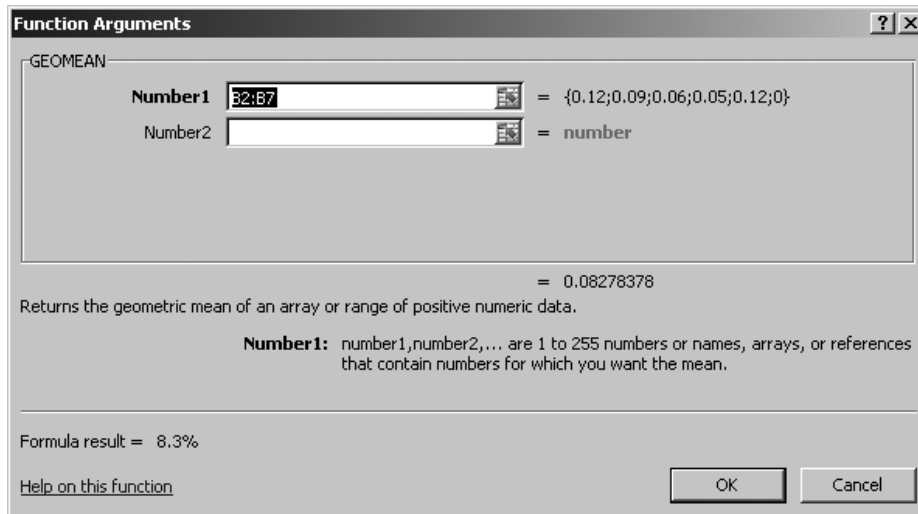 Function Arguments ? X
GEOMEAN
Number1 B2:B7 = {0.12;0.09;0.06;0.05;0.12;0}
Number2 = number
= 0.08278378
Returns the geometric mean of an array or range of positive numeric data.
Number1: number1,number2,... are 1 to 255 numbers or names, arrays, or references
that contain numbers for which you want the mean.
Formula result = 8.3%
Help on this function OK Cancel